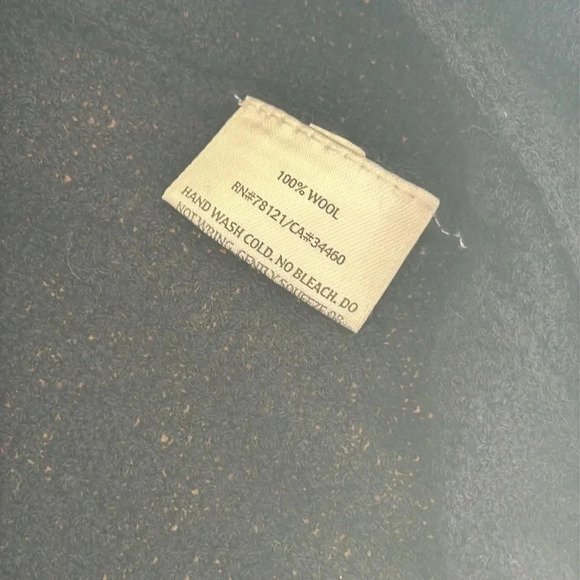 100% WOOL
RN#78121/CA#34460
HAND WASH COLD. NO BLEACH. DO
NOT WRING. GENTLY SQUEEZE OR